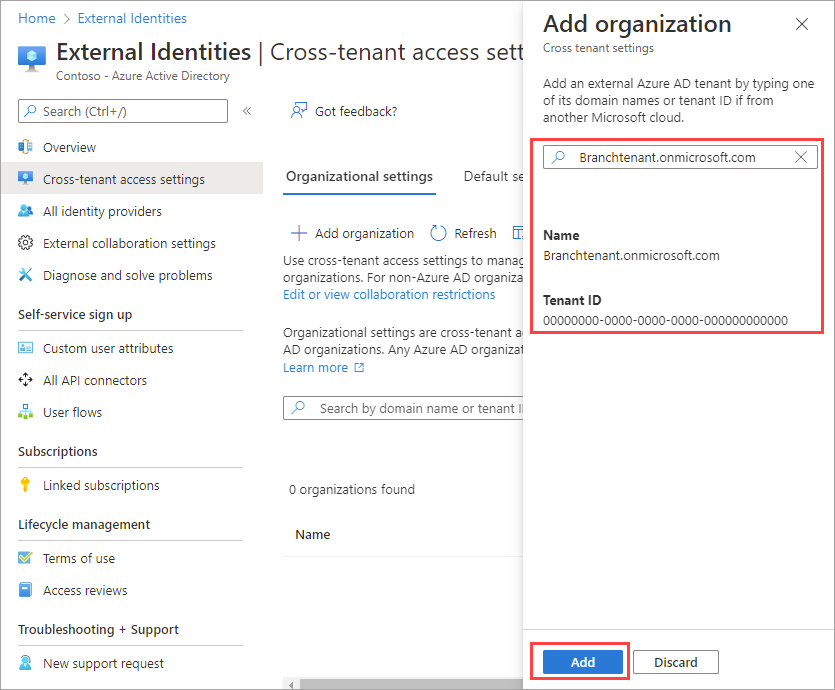 Home > External Identities
External Identities | Cross-tenant access sett
Contoso - Azure Active Directory
Search (Ctrl+/)
«
Overview
Cross-tenant access settings
All identity providers
External collaboration settings
Diagnose and solve problems
Self-service sign up
Custom user attributes
All API connectors
User flows
Subscriptions
Linked subscriptions
Lifecycle management
Terms of use
Access reviews
Troubleshooting + Support
New support request
Got feedback?
Organizational settings
Default se
Add organization
Refresh
Use cross-tenant access settings to manag
organizations. For non-Azure AD organiza
Edit or view collaboration restrictions
Organizational settings are cross-tenant a
AD organizations. Any Azure AD organizat
Learn more
Search by domain name or tenant I
0 organizations found
Name
Add organization
Cross tenant settings
Add an external Azure AD tenant by typing one
of its domain names or tenant ID if from
another Microsoft cloud.
Branchtenant.onmicrosoft.com
Name
Branchtenant.onmicrosoft.com
Tenant ID
00000000-0000-0000-0000-000000000000
Add
Discard